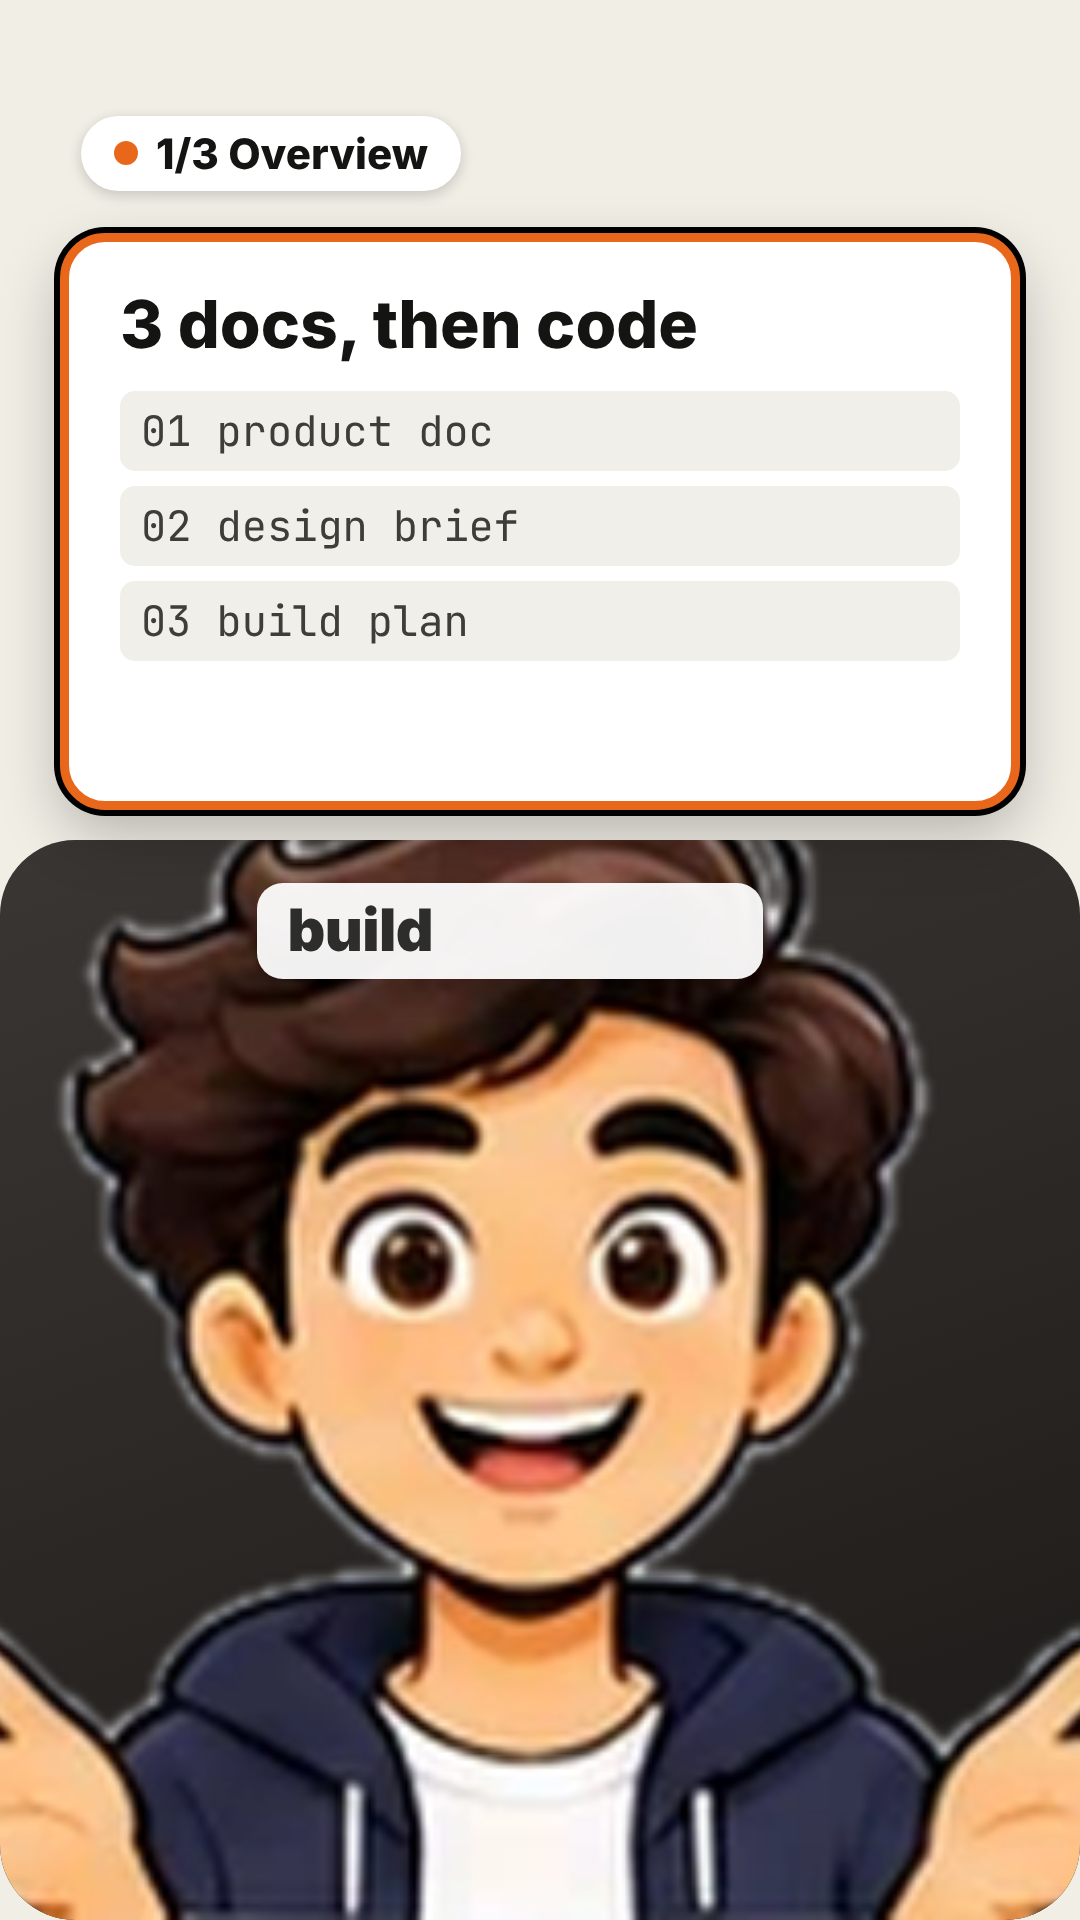 1/3 Overview
3 docs, then code
01 product doc
02 design brief
03 build plan
build